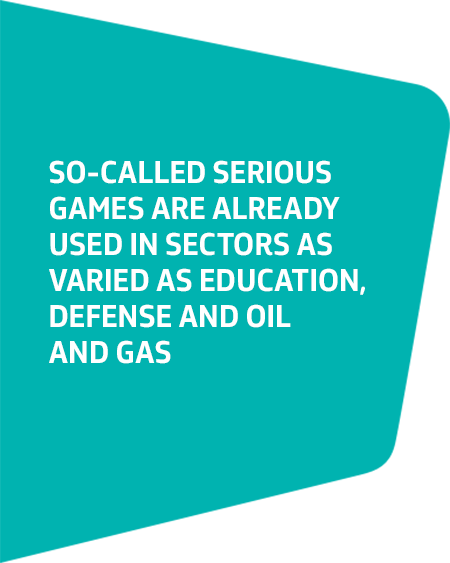 SO-CALLED SERIOUS
GAMES ARE ALREADY
USED IN SECTORS AS
VARIED AS EDUCATION,
DEFENSE AND OIL
AND GAS